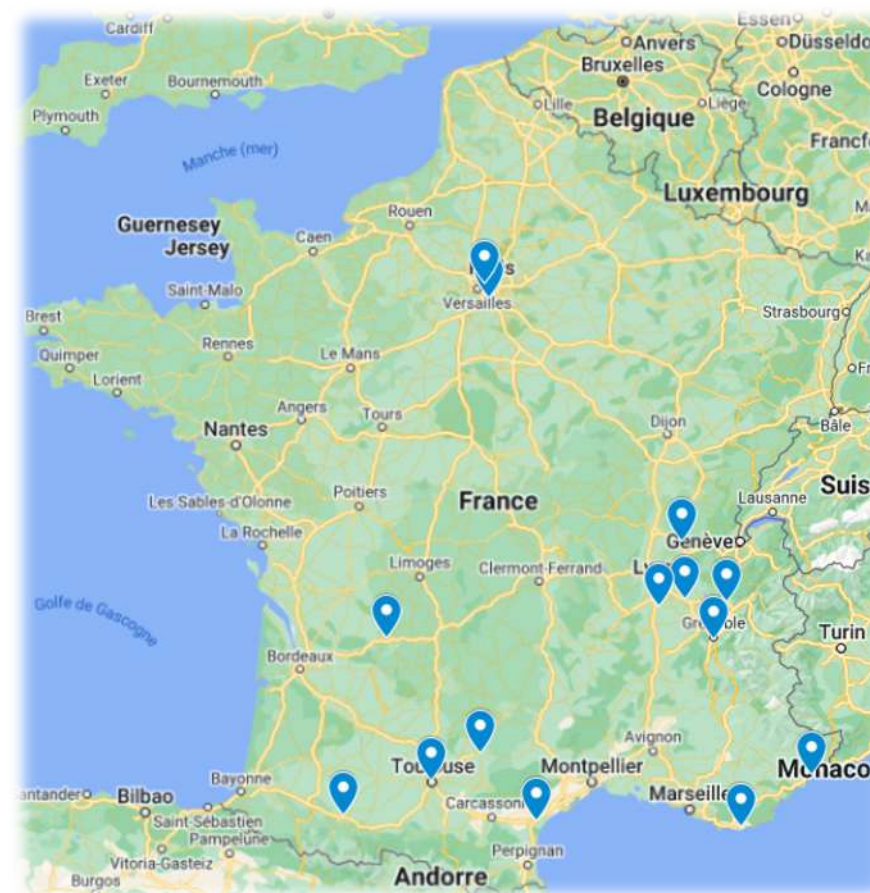 Cardiff
Essen
Anvers
Düsseldo
Exeter
Bournemouth
Bruxelles
Cologne
Plymouth
Lille
Liège
Belgique
Manche (mer)
Francfo
Luxembourg
Guernesey
Jersey
Rouen
Caen
Saint-Malo
Versailles
Strasbourg
Brest
Rennes
Le Mans
Quimper
Lorient
Angers
Tours
Dijon
Bâle
Nantes
Les Sables-d'Olonne
Poitiers
France
Lausanne
Suis
La Rochelle
Genève
Limoges
Clermont-Ferrand
Golfe de Gascogne
Turin
Bordeaux
Avignon
Bayonne
Montpellier
Monaco
antander
Bilbao
Carcassonn
Marseille
Saint-Sébastien
Pampelune
Vitoria-Gasteiz
Perpignan
Andorre
Burgos